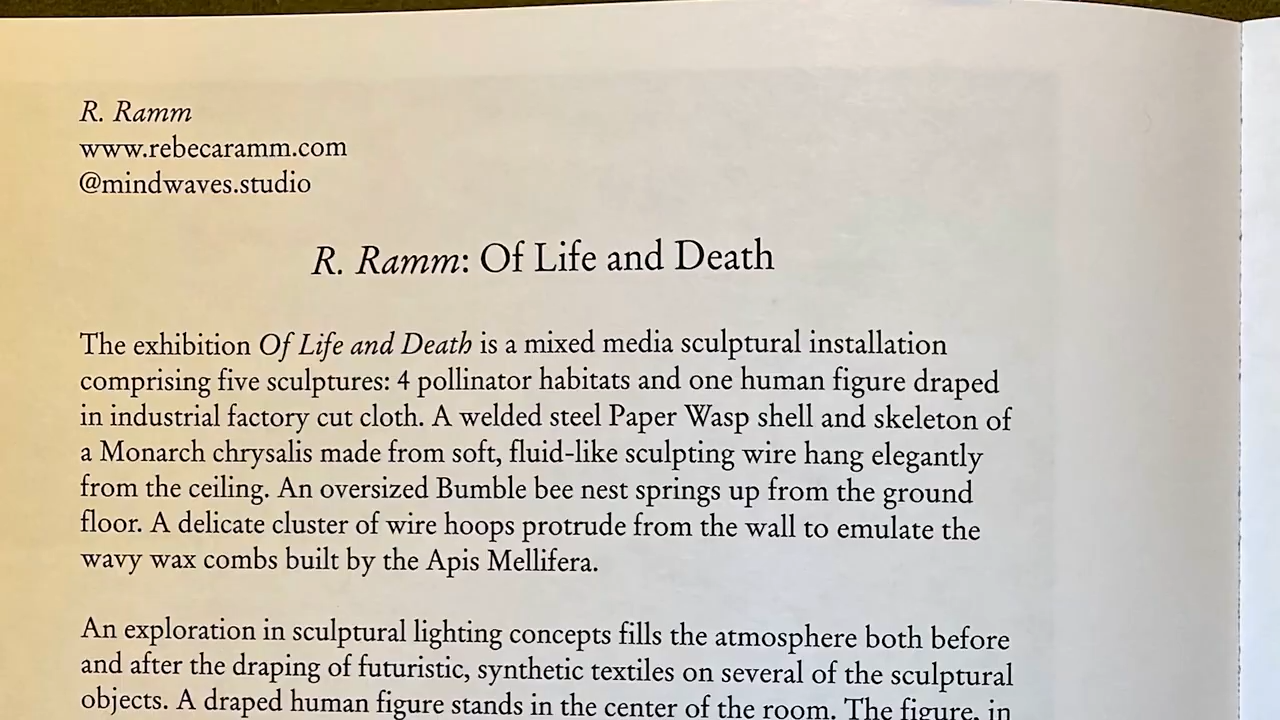 R. Ramm
www.rebecaramm.com
@mindwaves.studio
R. Ramm: Of Life and Death
The exhibition Of Life and Death is a mixed media sculptural installation
comprising five sculptures: 4 pollinator habitats and one human figure draped
in industrial factory cut cloth. A welded steel Paper Wasp shell and skeleton of
a Monarch chrysalis made from soft, fluid-like sculpting wire hang elegantly
from the ceiling. An oversized Bumble bee nest springs up from the ground
floor. A delicate cluster of wire hoops protrude from the wall to emulate the
wavy wax combs built by the Apis Mellifera.
An exploration in sculptural lighting concepts fills the atmosphere both before
and after the draping of futuristic, synthetic textiles on several of the sculptural
objects. A draped human figure stands in the center of the room. The figure, in